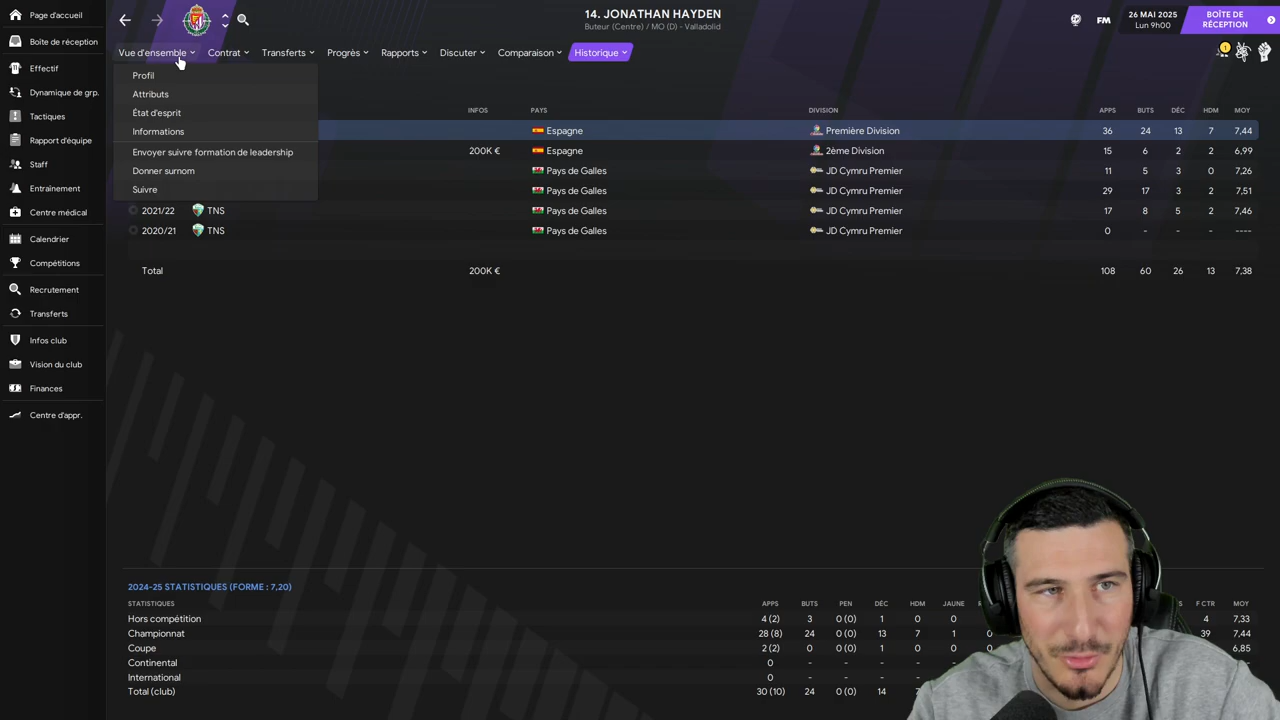 Page d'accueil
Boîte de réception
Effectif
Dynamique de grp.
Tactiques
Rapport d'équipe
Staff
Entraînement
Centre médical
Calendrier
Compétitions
Recrutement
Transferts
Infos club
Vision du club
Finances
Centre d'appr.
14. JONATHAN HAYDEN
Buteur (Centre) / MO (D) - Valladolid
FM
26 MAI 2025
Lun 9h00
BOÎTE DE RÉCEPTION
1
Vue d'ensemble Contrat Transferts Progrès Rapports Discuter Comparaison Historique
Profil
Attributs
État d'esprit
Informations
Envoyer suivre formation de leadership
Donner surnom
Suivre
INFOS PAYS DIVISION APPS BUTS DÉC HDM MOY
Espagne Première Division 36 24 13 7 7,44
200K € Espagne 2ème Division 15 6 2 2 6,99
Pays de Galles JD Cymru Premier 11 5 3 0 7,26
Pays de Galles JD Cymru Premier 29 17 3 2 7,51
2021/22 TNS Pays de Galles JD Cymru Premier 17 8 5 2 7,46
2020/21 TNS Pays de Galles JD Cymru Premier 0 - - - ----
Total 200K € 108 60 26 13 7,38
2024-25 STATISTIQUES (FORME : 7,20)
STATISTIQUES APPS BUTS PEN DÉC HDM JAUNE F CTR MOY
Hors compétition 4 (2) 3 0 (0) 1 0 0 4 7,33
Championnat 28 (8) 24 0 (0) 13 7 1 0 39 7,44
Coupe 2 (2) 0 0 (0) 1 0 0 6,85
Continental 0 - - - - -
International 0 - - - - -
Total (club) 30 (10) 24 0 (0) 14